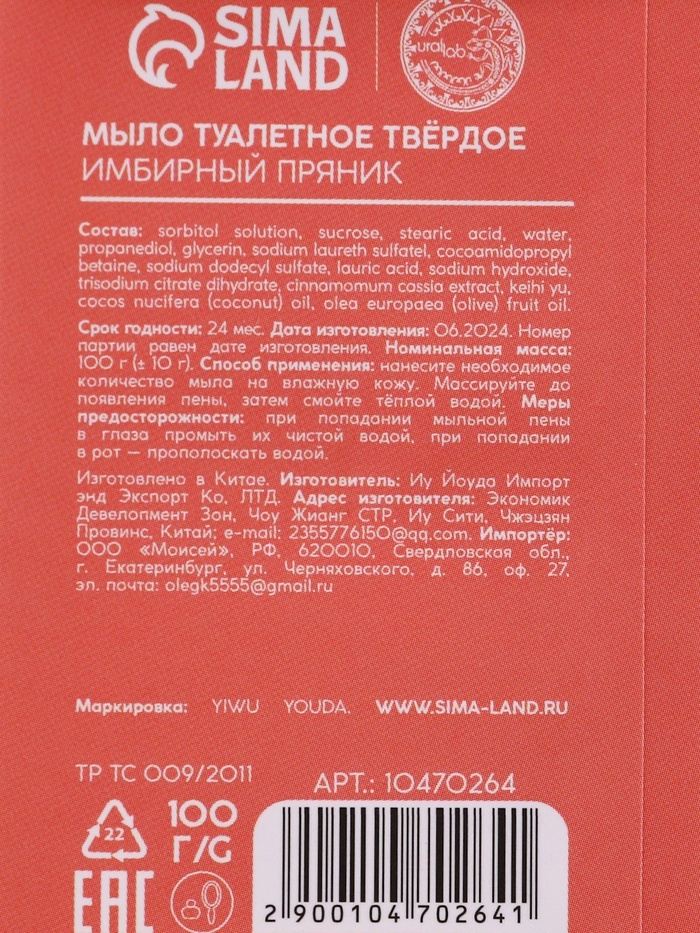 SIMA
LAND
urallab
МЫЛО ТУАЛЕТНОЕ ТВЁРДОЕ
ИМБИРНЫЙ ПРЯНИК
Состав: sorbitol solution, sucrose, stearic acid, water,
propanediol, glycerin, sodium laureth sulfatel, cocoamidopropyl
betaine, sodium dodecyl sulfate, lauric acid, sodium hydroxide,
trisodium citrate dihydrate, cinnamomum cassia extract, keihi yu,
cocos nucifera (coconut) oil, olea europaea (olive) fruit oil.
Срок годности: 24 мес. Дата изготовления: 06.2024. Номер
партии равен дате изготовления. Номинальная масса:
100 г (± 10 г). Способ применения: нанесите необходимое
количество мыла на влажную кожу. Массируйте до
появления пены, затем смойте тёплой водой. Меры
предосторожности: при попадании мыльной пены
в глаза промыть их чистой водой, при попадании
в рот — прополоскать водой.
Изготовлено в Китае. Изготовитель: Иу Йоуда Импорт
энд Экспорт Ко, ЛТД. Адрес изготовителя: Экономик
Девелопмент Зон, Чоу Жианг СТР, Иу Сити, Чжэцзян
Провинс, Китай; e-mail: 2355776150@qq.com. Импортёр:
ООО «Моисей», РФ, 620010, Свердловская обл.,
г. Екатеринбург, ул. Черняховского, д. 86, оф. 27,
эл. почта: olegk5555@gmail.ru
Маркировка: YIWU YOUDA. WWW.SIMA-LAND.RU
ТР ТС 009/2011
АРТ.: 10470264
22
100
Г/G
EAC
2 900104 702641